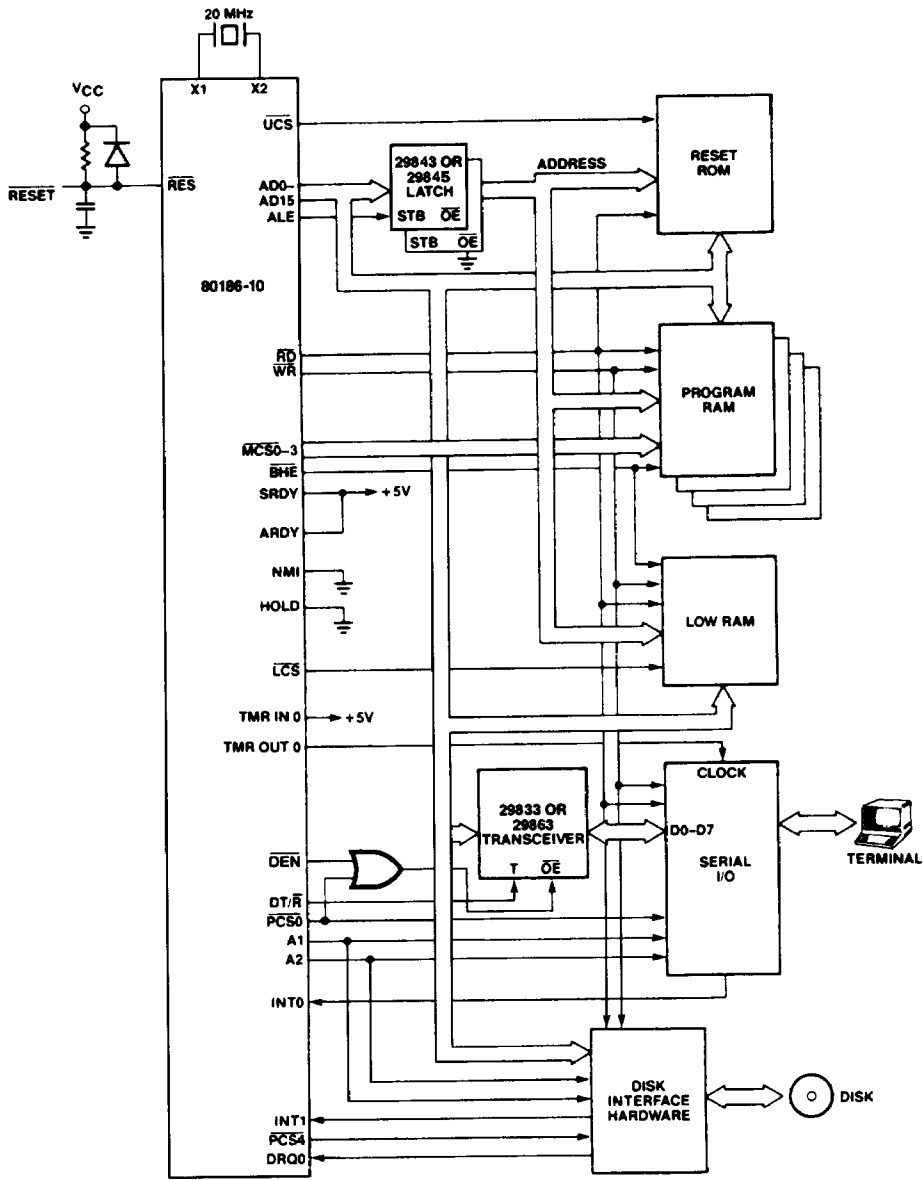 20 MHz
X1 X2
VCC
RESET
RES
UCS
AD0-
AD15
ALE
80186-10
29843 OR
29845
LATCH
STB OE
STB OE
ADDRESS
RESET
ROM
RD
WR
PROGRAM
RAM
MCS0-3
BHE
SRDY
+5V
ARDY
NMI
HOLD
LOW RAM
LCS
TMR IN 0
+5V
TMR OUT 0
CLOCK
29833 OR
29863
TRANSCEIVER
T OE
D0-D7
SERIAL
I/O
TERMINAL
DEN
DT/R
PCS0
A1
A2
INT0
DISK
INTERFACE
HARDWARE
DISK
INT1
PCS4
DRQ0